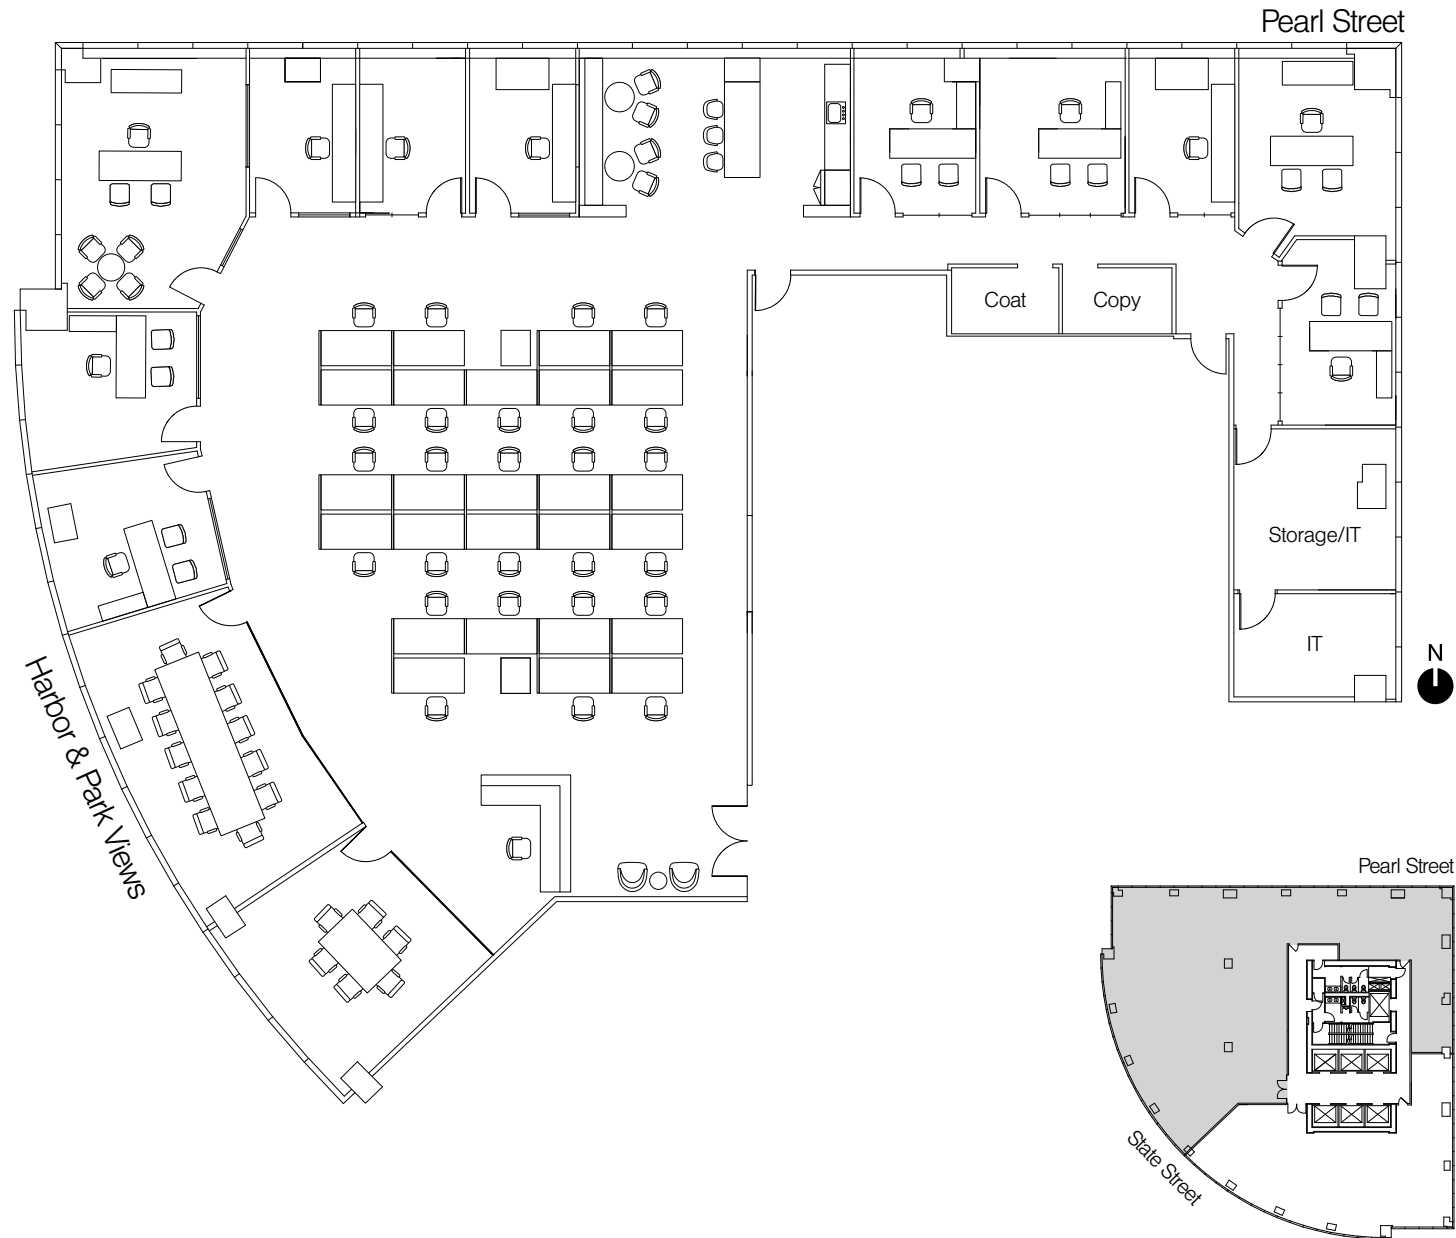 Pearl Street
Coat
Copy
Storage/IT
IT
N
Harbor & Park Views
Pearl Street
State Street